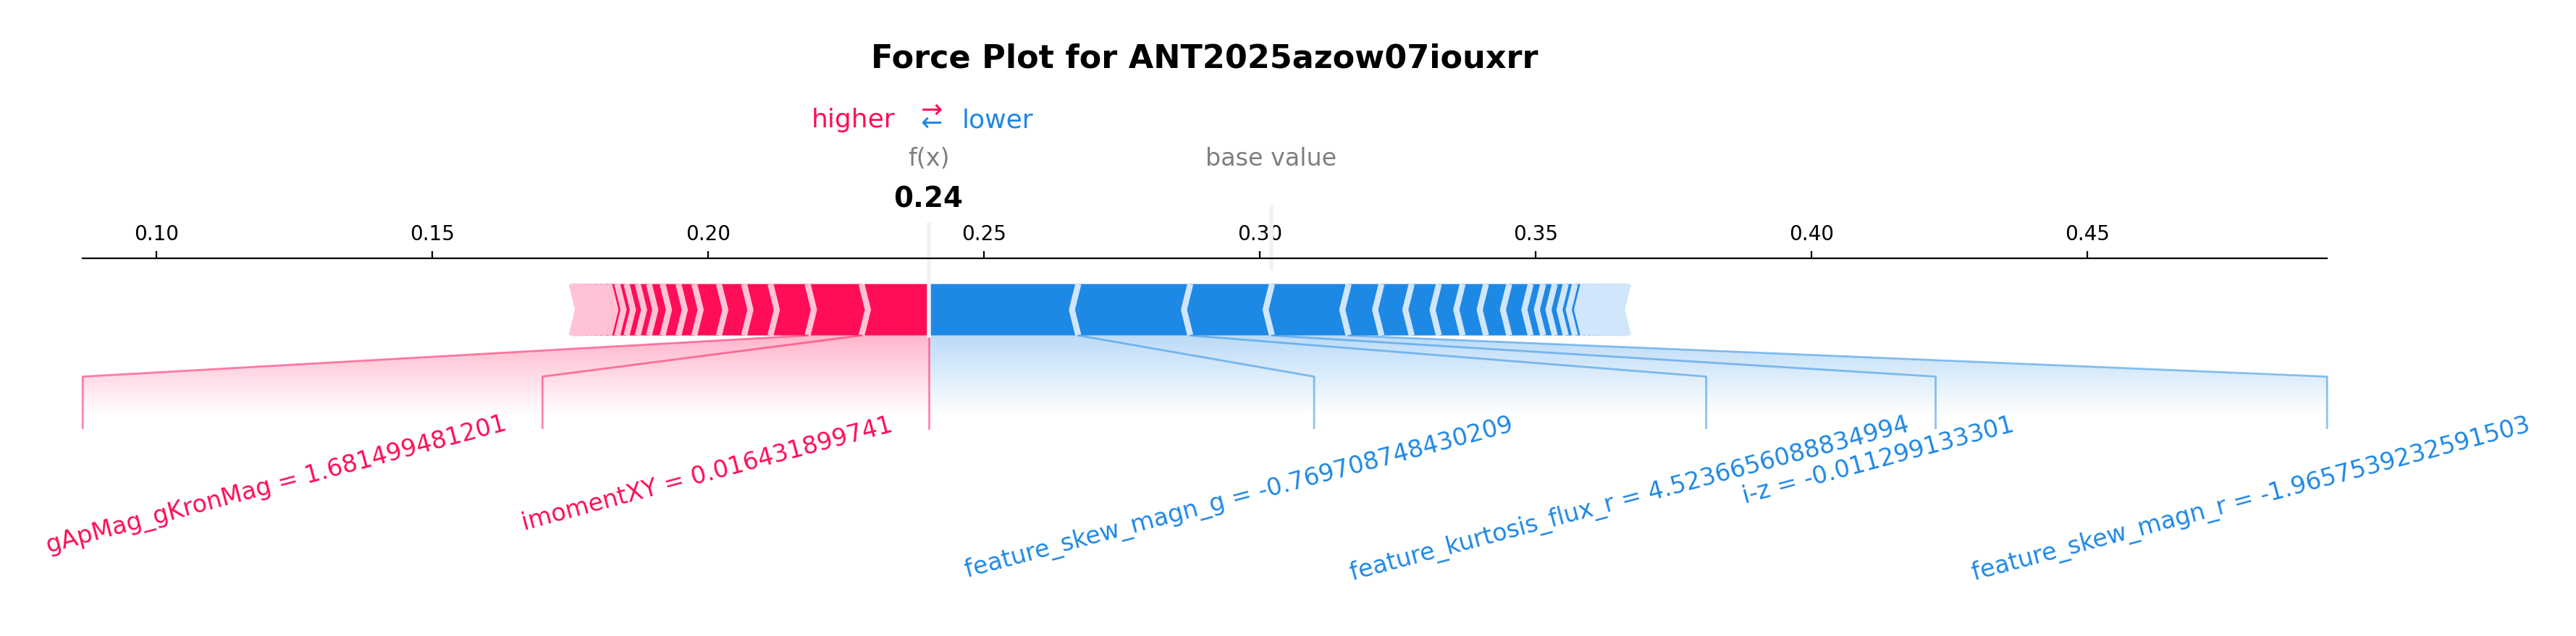 Force Plot for ANT2025azow07iouxrr
higher ⇄ lower
f(x) base value
0.24
0.10 0.15 0.20 0.25 0.30 0.35 0.40 0.45
gApMag_gKronMag = 1.681499481201
imomentXY = 0.016431899741
feature_skew_magn_g = -0.769708748430209
feature_kurtosis_flux_r = 4.5236656088834994
i-z = -0.011299133301
feature_skew_magn_r = -1.9657539232591503